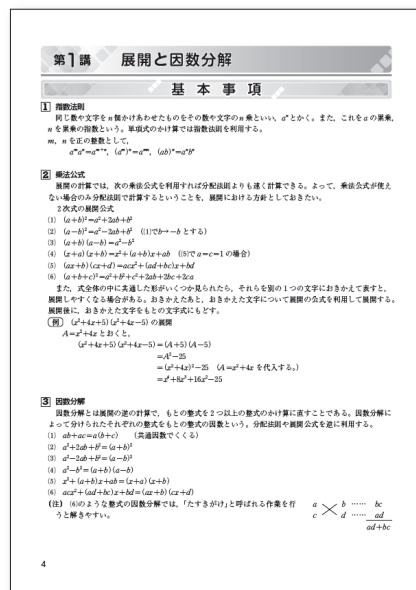 第1講 展開と因数分解
基本事項
1 指数法則
同じ数や文字をn個かけあわせたものをその数や文字のn乗といい，aⁿとかく。また，これをaの累乗，
nを累乗の指数という。単項式のかけ算では指数法則を利用する。
m，nを正の整数として，
aᵐaⁿ=aᵐ⁺ⁿ，(aᵐ)ⁿ=aᵐⁿ，(ab)ⁿ=aⁿbⁿ
2 乗法公式
展開の計算では，次の乗法公式を利用すれば分配法則よりも速く計算できる。よって，乗法公式が使え
ない場合のみ分配法則で計算するということを，展開における方針としておきたい。
2次式の展開公式
(1) (a+b)²=a²+2ab+b²
(2) (a−b)²=a²−2ab+b² ((1)でb→−bとする)
(3) (a+b)(a−b)=a²−b²
(4) (x+a)(x+b)=x²+(a+b)x+ab ((5)でa=c=1の場合)
(5) (ax+b)(cx+d)=acx²+(ad+bc)x+bd
(6) (a+b+c)²=a²+b²+c²+2ab+2bc+2ca
また，式全体の中に共通した形がいくつか見られたら，それらを別の1つの文字におきかえて表すと，
展開しやすくなる場合がある。おきかえたあと，おきかえた文字について展開の公式を利用して展開する。
展開後に，おきかえた文字をもとの文字式にもどす。
例 (x²+4x+5)(x²+4x−5)の展開
A=x²+4xとおくと，
(x²+4x+5)(x²+4x−5)=(A+5)(A−5)
=A²−25
=(x²+4x)²−25 (A=x²+4xを代入する。)
=x⁴+8x³+16x²−25
3 因数分解
因数分解とは展開の逆の計算で，もとの整式を2つ以上の整式のかけ算に直すことである。因数分解に
よって分けられたそれぞれの整式をもとの整式の因数という。分配法則や展開公式を逆に利用する。
(1) ab+ac=a(b+c) (共通因数でくくる)
(2) a²+2ab+b²=(a+b)²
(3) a²−2ab+b²=(a−b)²
(4) a²−b²=(a+b)(a−b)
(5) x²+(a+b)x+ab=(x+a)(x+b)
(6) acx²+(ad+bc)x+bd=(ax+b)(cx+d)
(注) (6)のような整式の因数分解では，「たすきがけ」と呼ばれる作業を行
うと解きやすい。
a b …… bc
c d …… ad
ad+bc
4